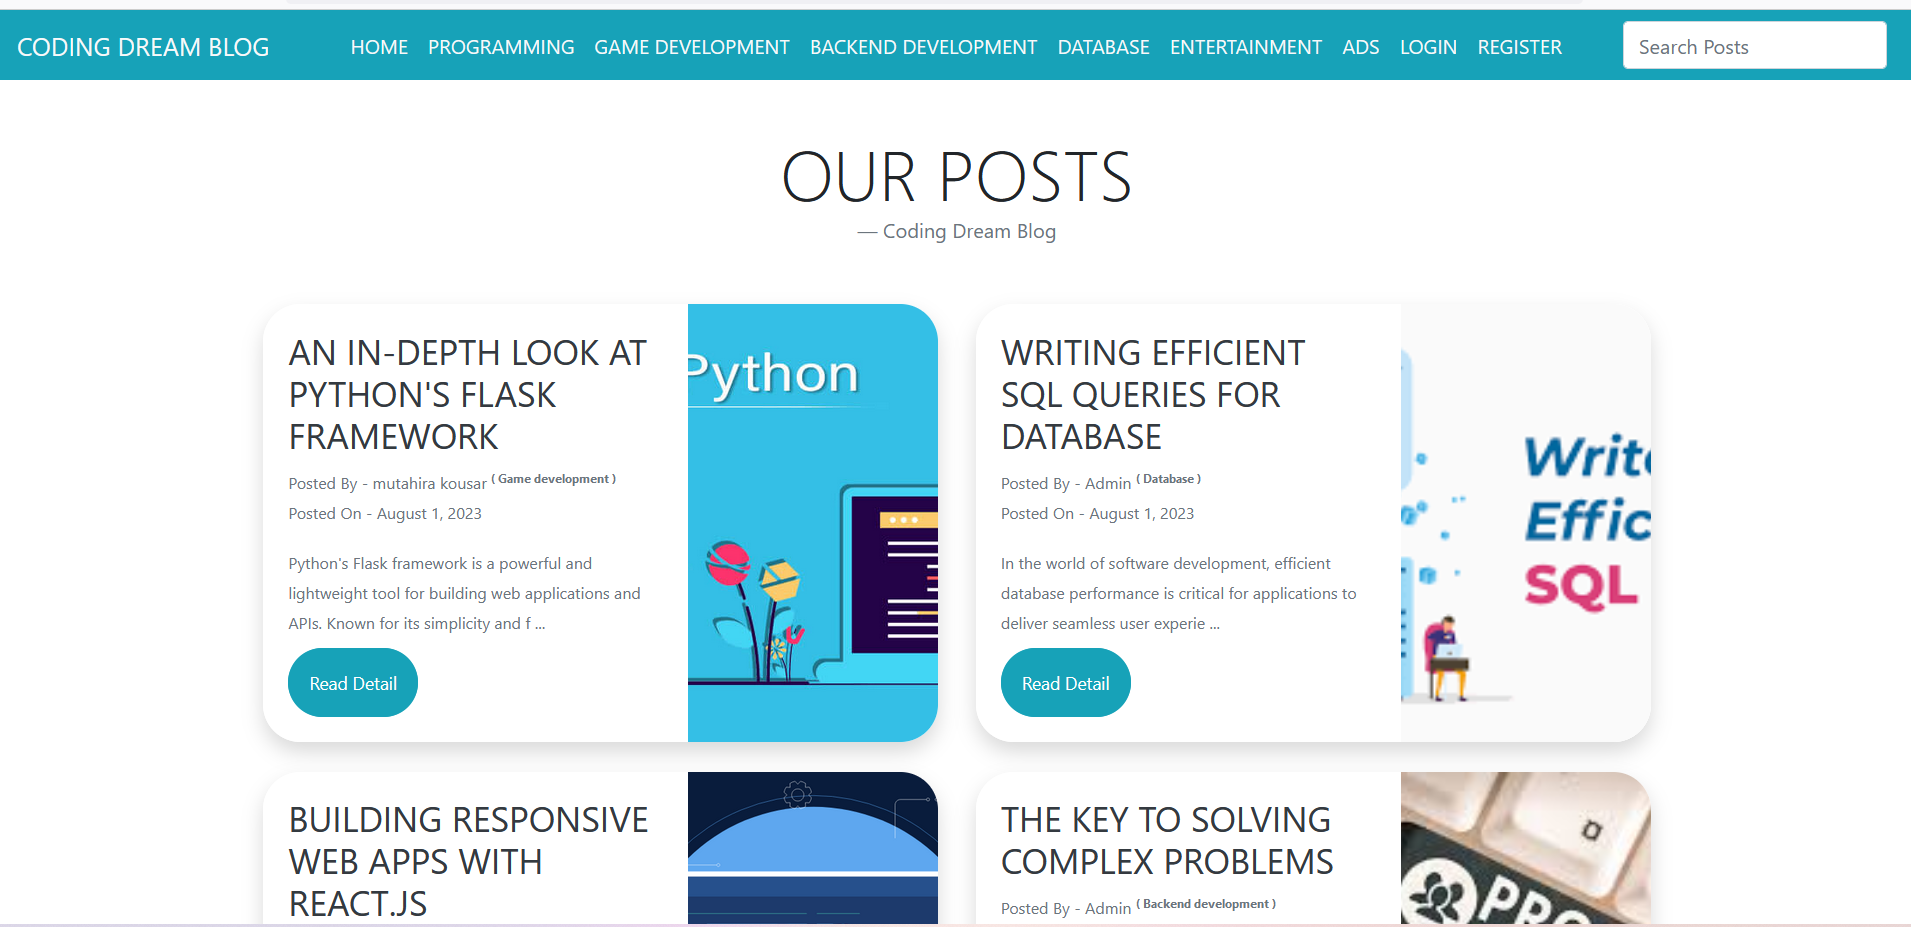 CODING DREAM BLOG HOME PROGRAMMING GAME DEVELOPMENT BACKEND DEVELOPMENT DATABASE ENTERTAINMENT ADS LOGIN REGISTER Search Posts
OUR POSTS
— Coding Dream Blog
AN IN-DEPTH LOOK AT
PYTHON'S FLASK
FRAMEWORK
Posted By - mutahira kousar ( Game development )
Posted On - August 1, 2023
Python's Flask framework is a powerful and
lightweight tool for building web applications and
APIs. Known for its simplicity and f ...
Read Detail
Python
WRITING EFFICIENT
SQL QUERIES FOR
DATABASE
Posted By - Admin ( Database )
Posted On - August 1, 2023
In the world of software development, efficient
database performance is critical for applications to
deliver seamless user experie ...
Read Detail
Write
Effic
SQL
BUILDING RESPONSIVE
WEB APPS WITH
REACT.JS
THE KEY TO SOLVING
COMPLEX PROBLEMS
Posted By - Admin ( Backend development )
PRO